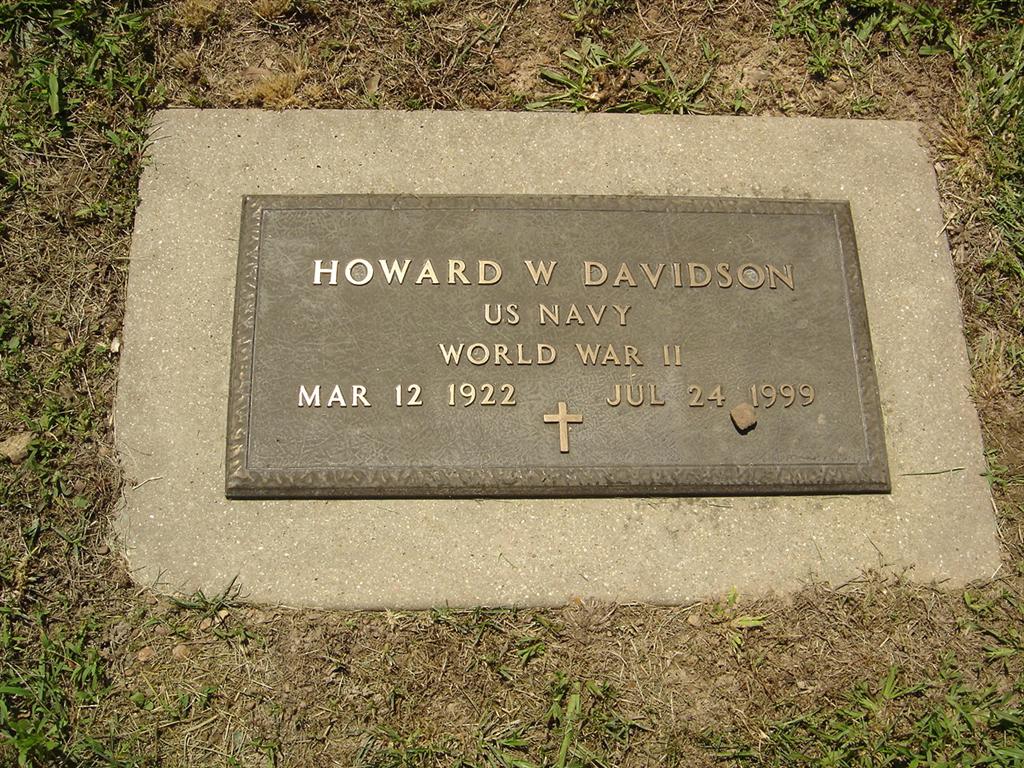 HOWARD W DAVIDSON
US NAVY
WORLD WAR II
MAR 12 1922 JUL 24 1999